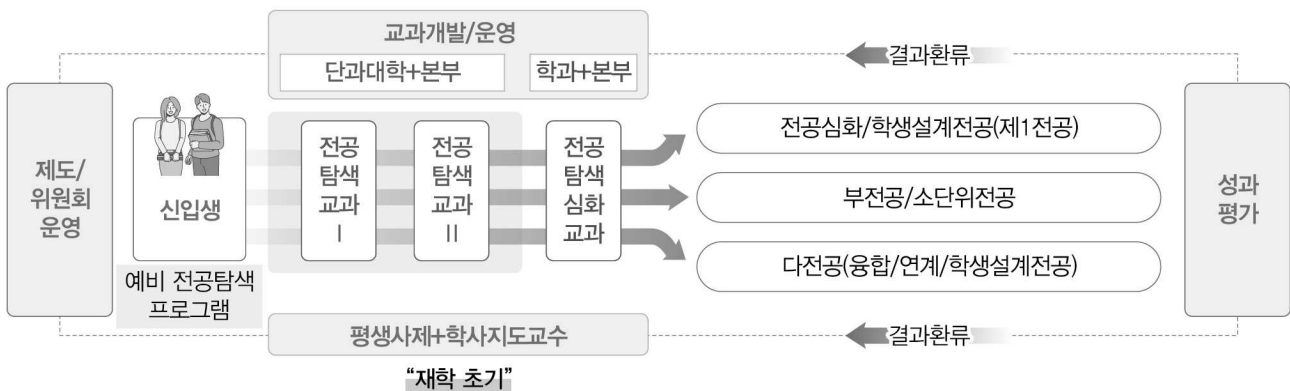 교과개발/운영
단과대학+본부
학과+본부
결과환류
제도/
위원회
운영
신입생
예비 전공탐색
프로그램
전공
탐색
교과
I
전공
탐색
교과
II
전공
탐색
심화
교과
전공심화/학생설계전공(제1전공)
부전공/소단위전공
다전공(융합/연계/학생설계전공)
성과
평가
평생사제+학사지도교수
결과환류
“재학 초기”